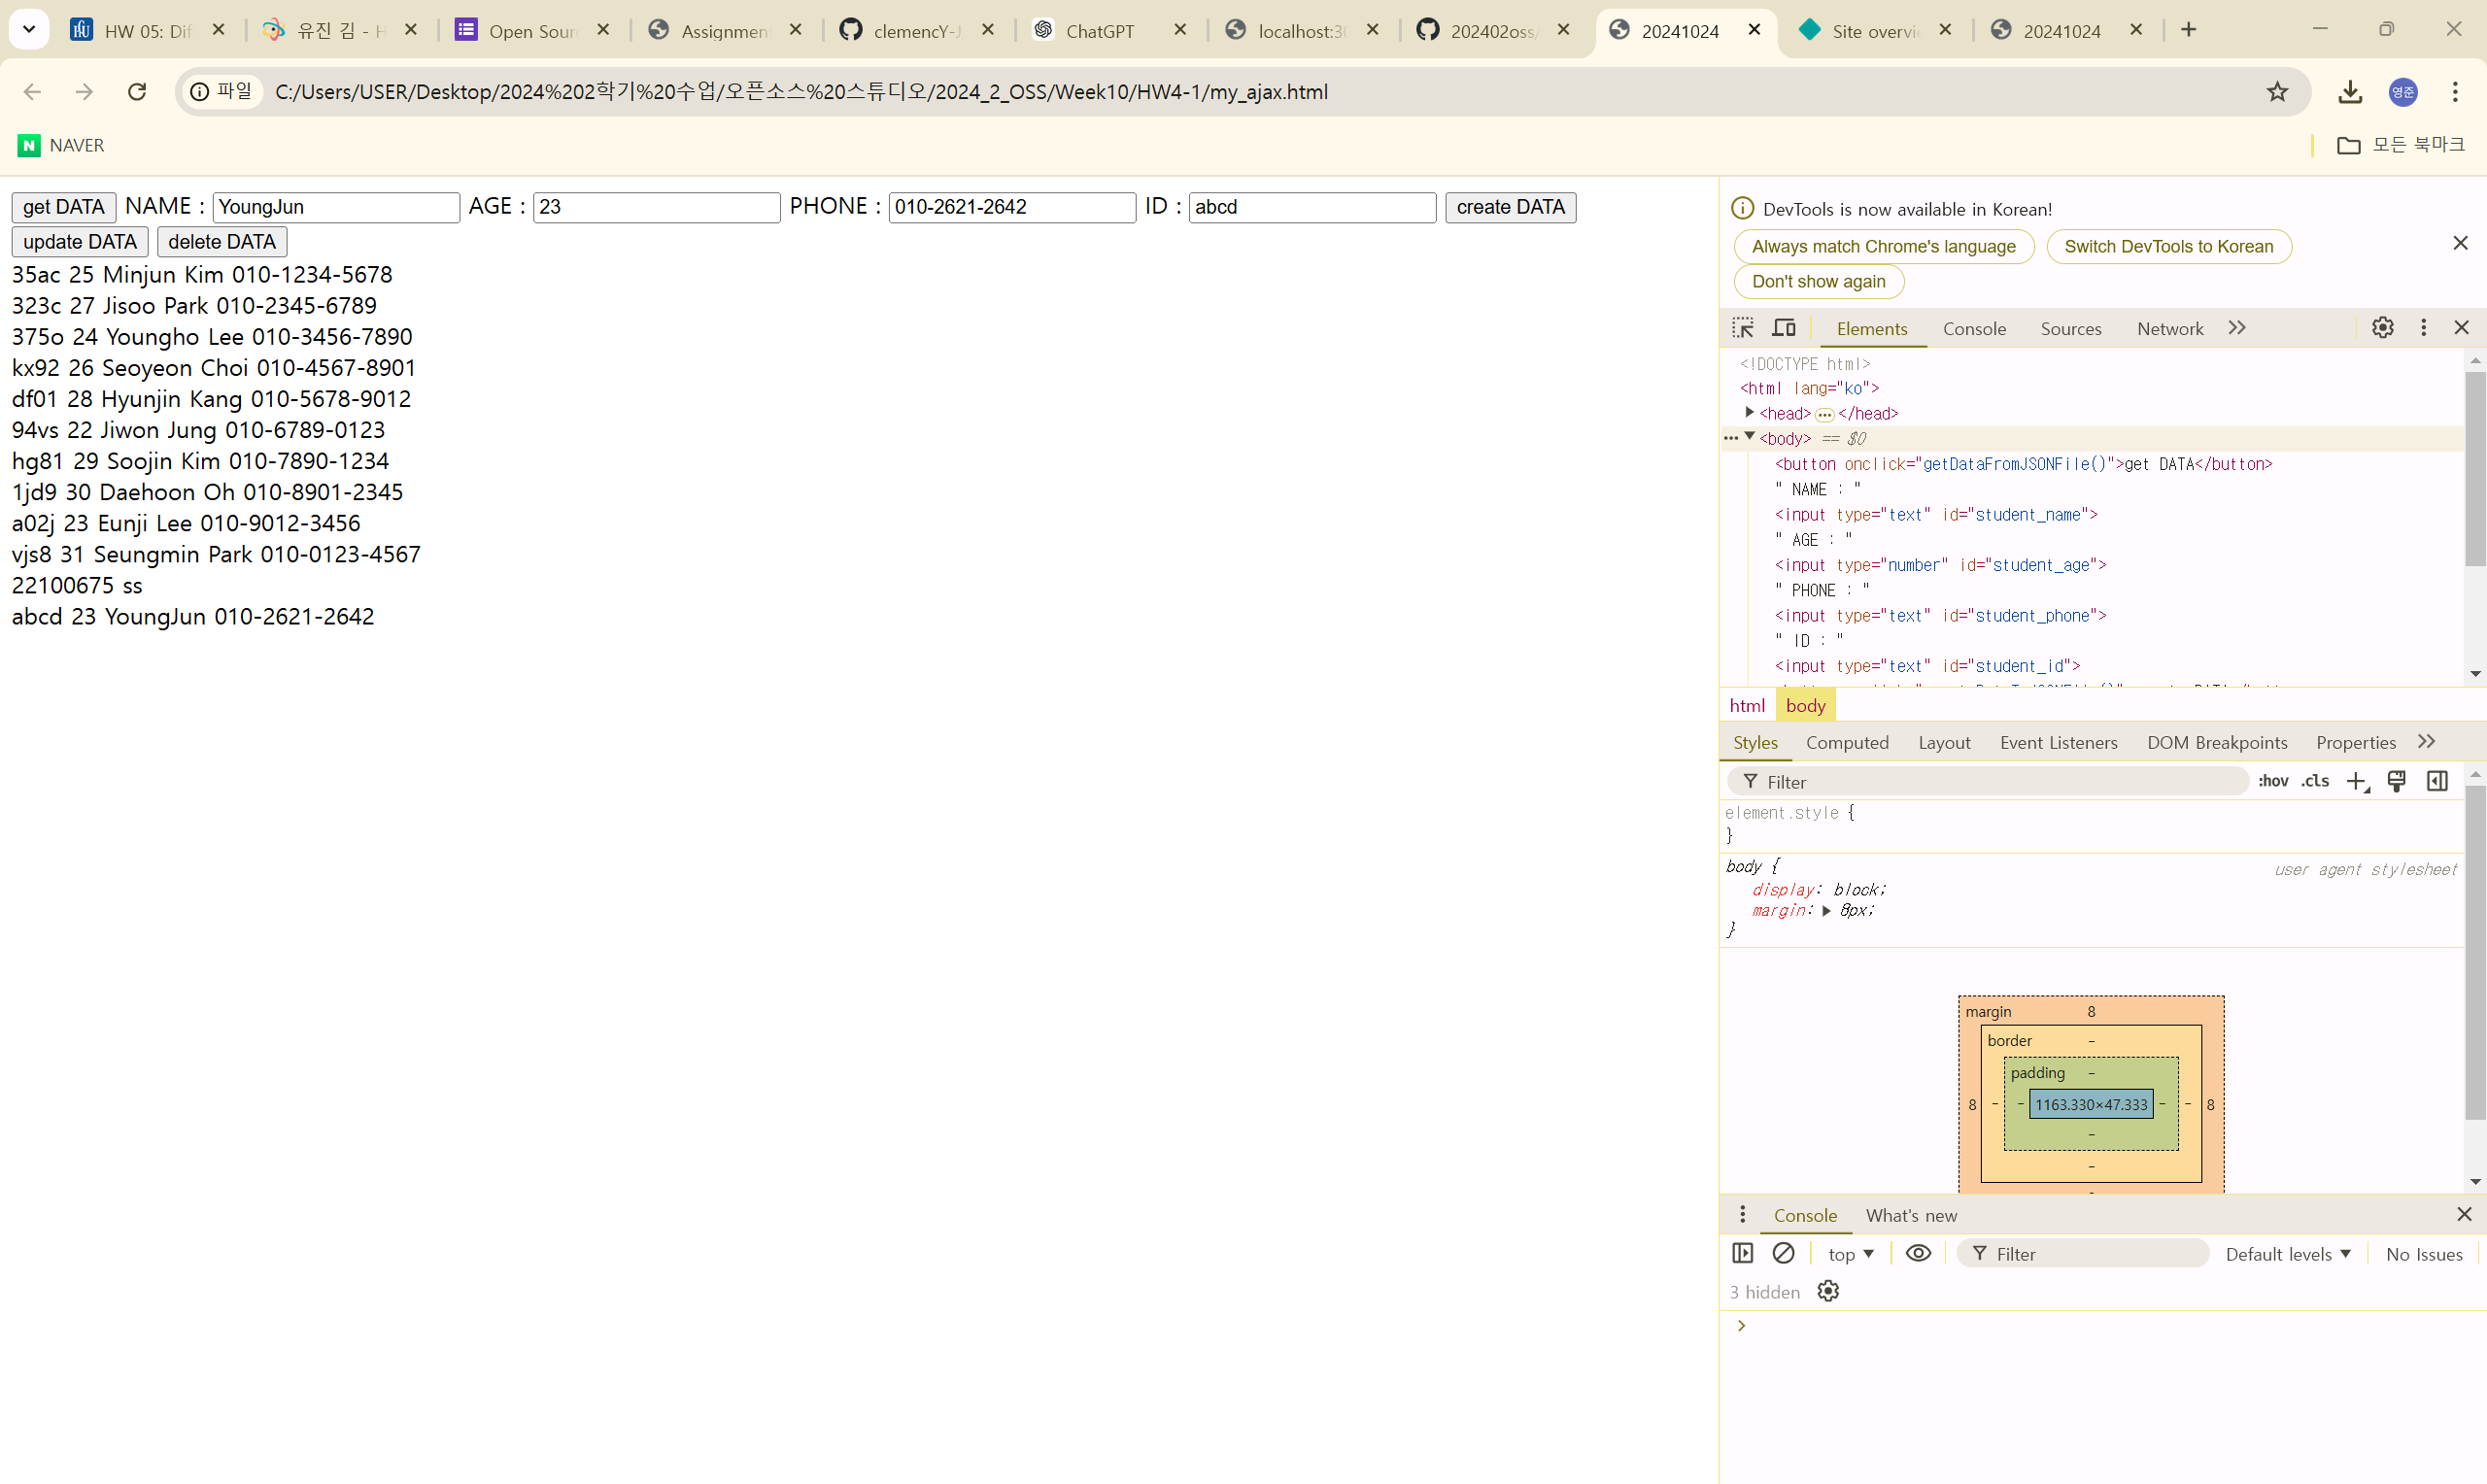 HW 05: Dif
유진 김 - H
Open Sour
Assignment
clemencY-J
ChatGPT
localhost:30
202402oss/
20241024
Site overvi
20241024
파일
C:/Users/USER/Desktop/2024%202학기%20수업/오픈소스%20스튜디오/2024_2_OSS/Week10/HW4-1/my_ajax.html
영준
N NAVER
모든 북마크
get DATA NAME : YoungJun AGE : 23 PHONE : 010-2621-2642 ID : abcd create DATA
update DATA delete DATA
35ac 25 Minjun Kim 010-1234-5678
323c 27 Jisoo Park 010-2345-6789
375o 24 Youngho Lee 010-3456-7890
kx92 26 Seoyeon Choi 010-4567-8901
df01 28 Hyunjin Kang 010-5678-9012
94vs 22 Jiwon Jung 010-6789-0123
hg81 29 Soojin Kim 010-7890-1234
1jd9 30 Daehoon Oh 010-8901-2345
a02j 23 Eunji Lee 010-9012-3456
vjs8 31 Seungmin Park 010-0123-4567
22100675 ss
abcd 23 YoungJun 010-2621-2642
DevTools is now available in Korean!
Always match Chrome's language Switch DevTools to Korean
Don't show again
Elements Console Sources Network
<!DOCTYPE html>
<html lang="ko">
<head>…</head>
<body> == $0
<button onclick="getDataFromJSONFile()">get DATA</button>
" NAME : "
<input type="text" id="student_name">
" AGE : "
<input type="number" id="student_age">
" PHONE : "
<input type="text" id="student_phone">
" ID : "
<input type="text" id="student_id">
html body
Styles Computed Layout Event Listeners DOM Breakpoints Properties
Filter :hov .cls
element.style {
}
body { user agent stylesheet
display: block;
margin: 8px;
}
margin 8
border -
padding -
8 - - 1163.330×47.333 - - 8
-
-
Console What's new
top Filter Default levels No Issues
3 hidden